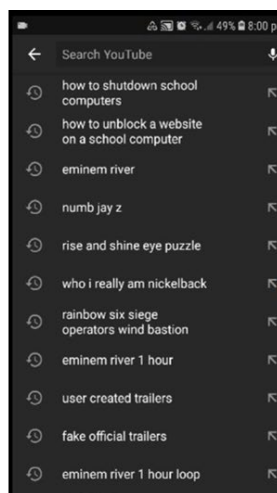 49% 8:00 pm
Search YouTube
how to shutdown school
computers
how to unblock a website
on a school computer
eminem river
numb jay z
rise and shine eye puzzle
who i really am nickelback
rainbow six siege
operators wind bastion
eminem river 1 hour
user created trailers
fake official trailers
eminem river 1 hour loop